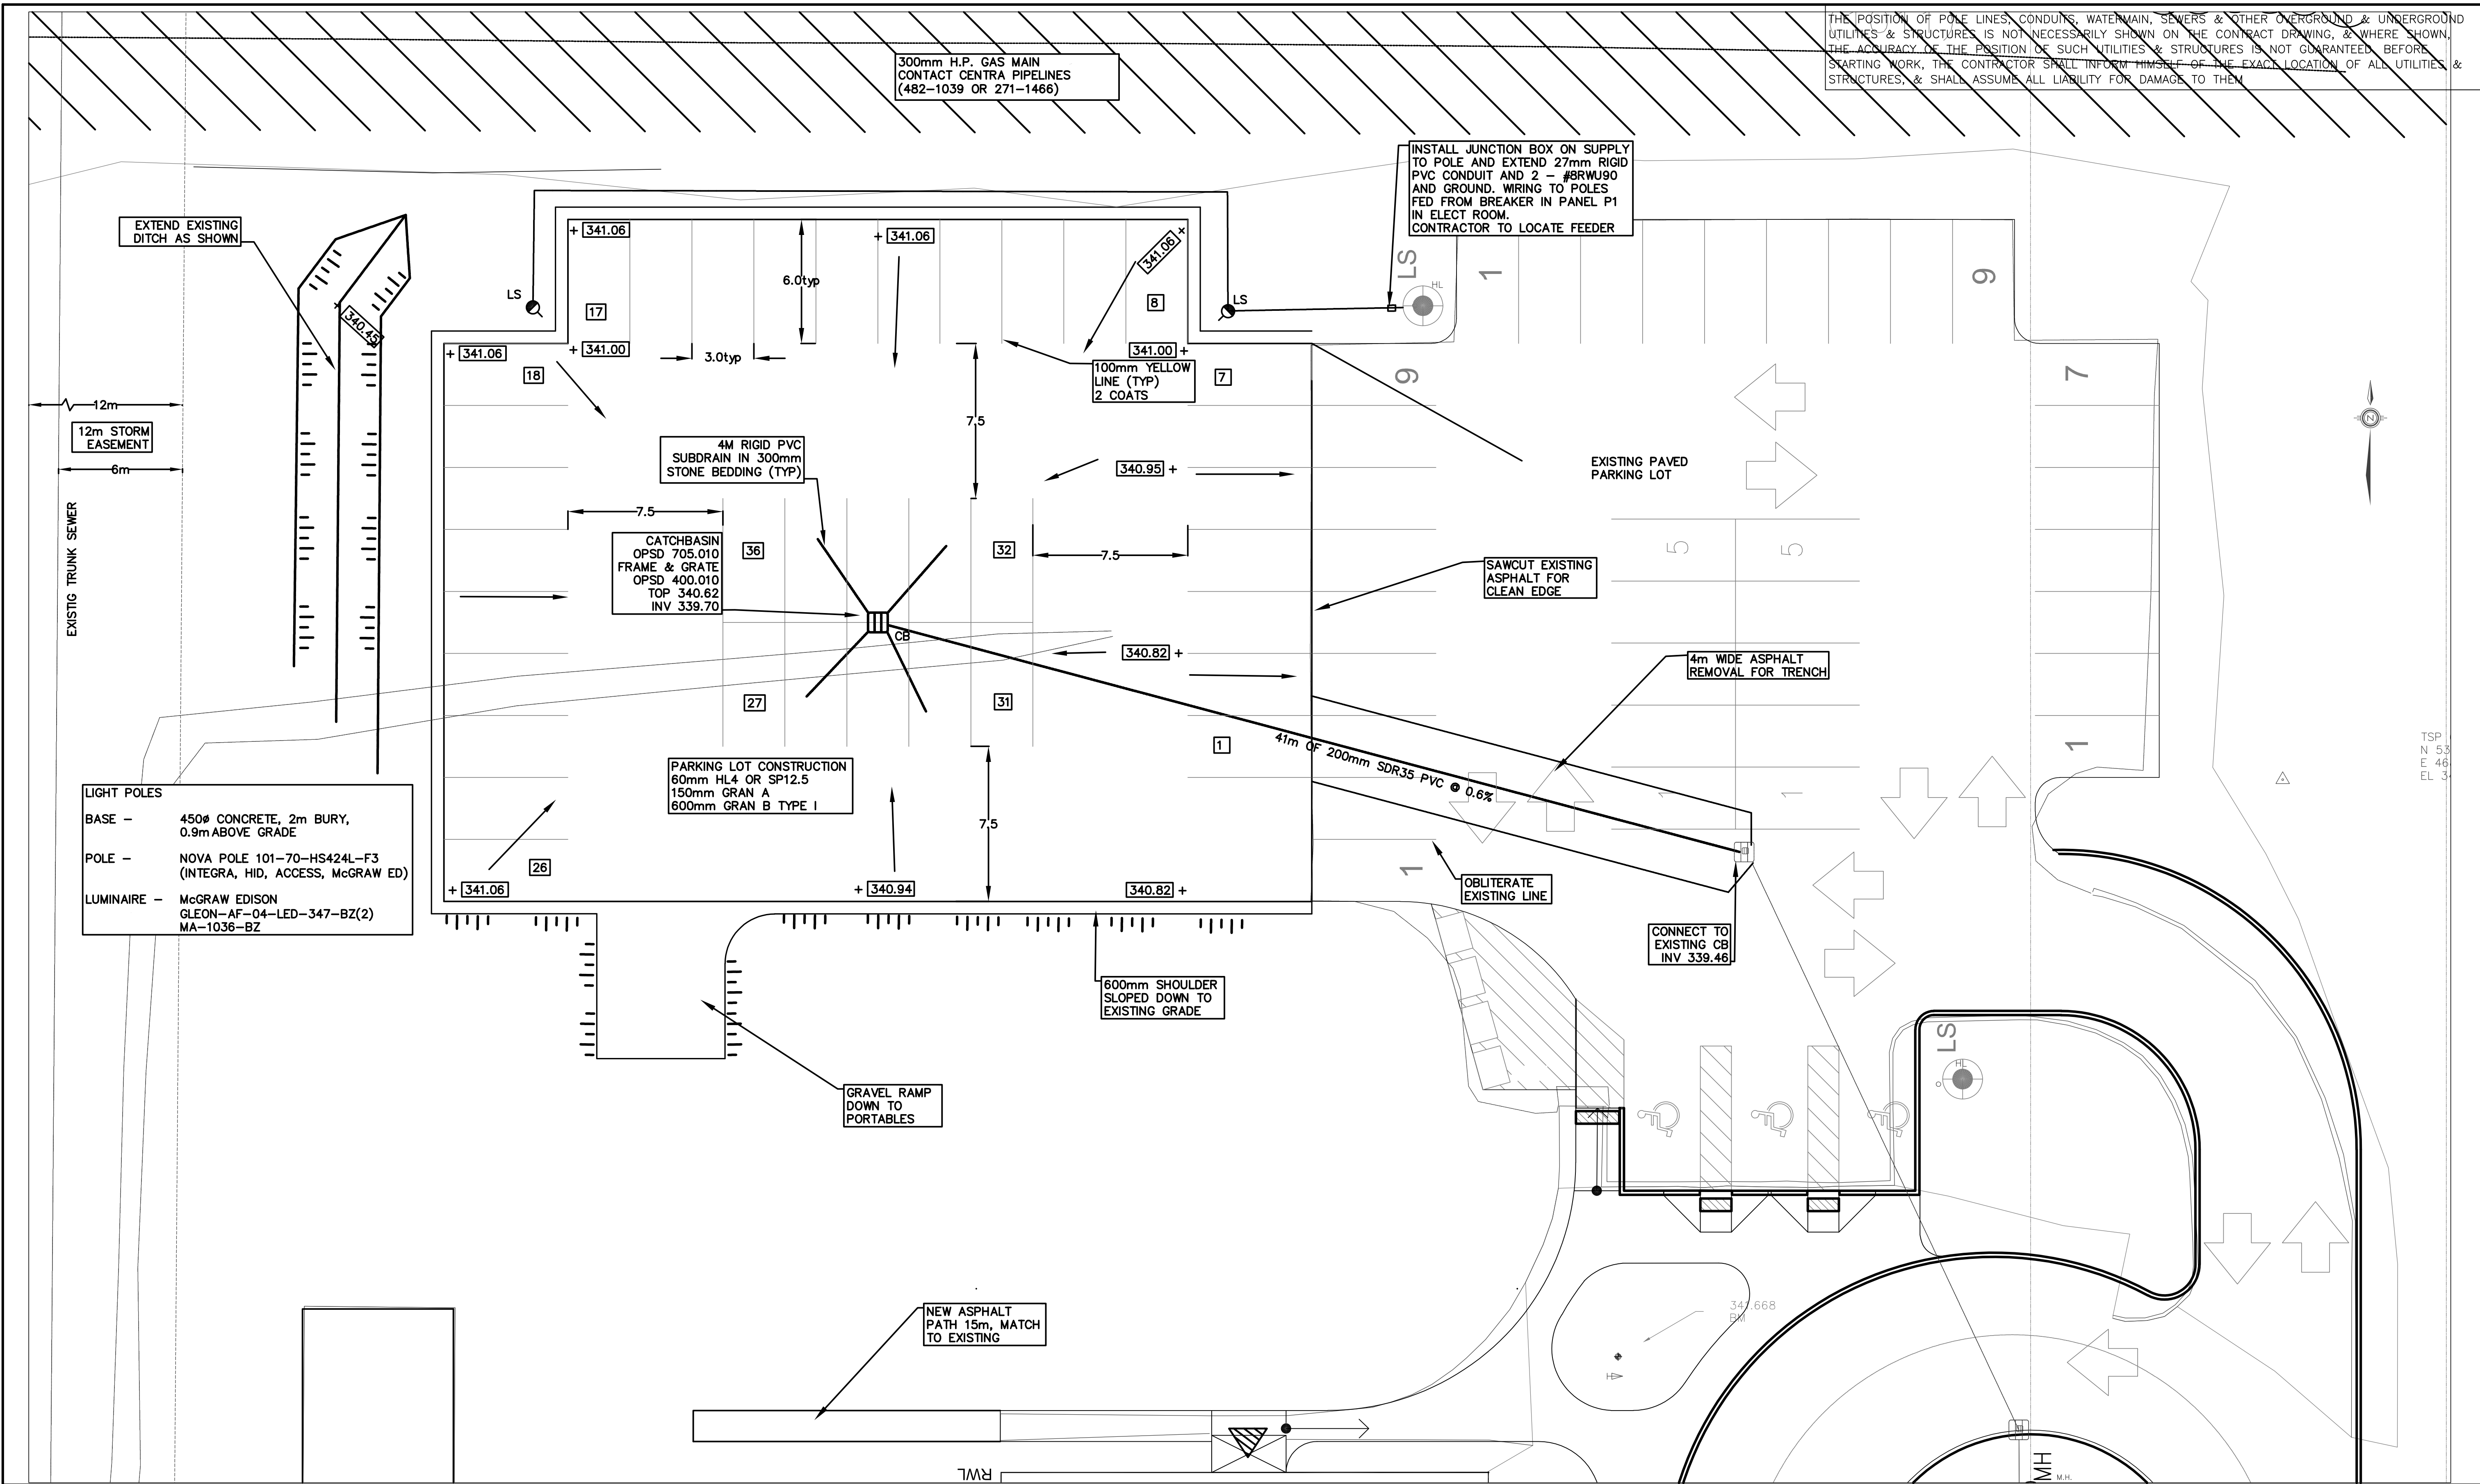 THE POSITION OF POLE LINES, CONDUITS, WATERMAIN, SEWERS & OTHER OVERGROUND & UNDERGROUND
UTILITIES & STRUCTURES IS NOT NECESSARILY SHOWN ON THE CONTRACT DRAWING, & WHERE SHOWN,
THE ACCURACY OF THE POSITION OF SUCH UTILITIES & STRUCTURES IS NOT GUARANTEED. BEFORE
STARTING WORK, THE CONTRACTOR SHALL INFORM HIMSELF OF THE EXACT LOCATION OF ALL UTILITIES &
STRUCTURES, & SHALL ASSUME ALL LIABILITY FOR DAMAGE TO THEM
300mm H.P. GAS MAIN
CONTACT CENTRA PIPELINES
(482-1039 OR 271-1466)
INSTALL JUNCTION BOX ON SUPPLY
TO POLE AND EXTEND 27mm RIGID
PVC CONDUIT AND 2 - #8RWU90
AND GROUND. WIRING TO POLES
FED FROM BREAKER IN PANEL P1
IN ELECT ROOM.
CONTRACTOR TO LOCATE FEEDER
EXTEND EXISTING
DITCH AS SHOWN
341.06
341.06
341.06
6.0typ
LS
LS
LS
HL
1
9
17
8
340.45
341.06
341.00
341.00
3.0typ
18
7
100mm YELLOW
LINE (TYP)
2 COATS
9
7
12m
12m STORM
EASEMENT
6m
7.5
N
4M RIGID PVC
SUBDRAIN IN 300mm
STONE BEDDING (TYP)
340.95
EXISTING PAVED
PARKING LOT
EXISTIG TRUNK SEWER
7.5
CATCHBASIN
OPSD 705.010
FRAME & GRATE
OPSD 400.010
TOP 340.62
INV 339.70
36
32
7.5
5
5
SAWCUT EXISTING
ASPHALT FOR
CLEAN EDGE
CB
340.82
4m WIDE ASPHALT
REMOVAL FOR TRENCH
27
31
1
1
41m OF 200mm SDR35 PVC @ 0.6%
TSP
N 53
E 46
EL 34
PARKING LOT CONSTRUCTION
60mm HL4 OR SP12.5
150mm GRAN A
600mm GRAN B TYPE I
7.5
1
1
LIGHT POLES
BASE - 450ø CONCRETE, 2m BURY,
0.9m ABOVE GRADE
POLE - NOVA POLE 101-70-HS424L-F3
(INTEGRA, HID, ACCESS, McGRAW ED)
LUMINAIRE - McGRAW EDISON
GLEON-AF-04-LED-347-BZ(2)
MA-1036-BZ
26
1
341.06
340.94
340.82
OBLITERATE
EXISTING LINE
CONNECT TO
EXISTING CB
INV 339.46
600mm SHOULDER
SLOPED DOWN TO
EXISTING GRADE
LS
HL
GRAVEL RAMP
DOWN TO
PORTABLES
NEW ASPHALT
PATH 15m, MATCH
TO EXISTING
341.668
BM
RWL
MH
M.H.